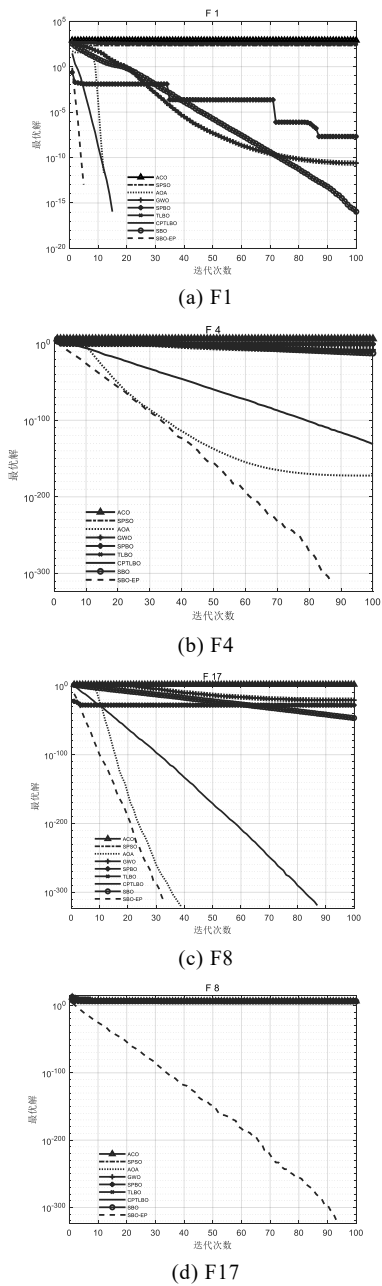 F 1
10^5
10^0
10^-5
10^-10
10^-15
10^-20
最优解
ACO
SPSO
AOA
GWO
SPBO
TLBO
CPTLBO
SBO
SBO-EP
0 10 20 30 40 50 60 70 80 90 100
迭代次数
(a) F1
F 4
10^0
10^-100
10^-200
10^-300
最优解
ACO
SPSO
AOA
GWO
SPBO
TLBO
CPTLBO
SBO
SBO-EP
0 10 20 30 40 50 60 70 80 90 100
迭代次数
(b) F4
F 17
10^0
10^-100
10^-200
10^-300
最优解
ACO
SPSO
AOA
GWO
SPBO
TLBO
CPTLBO
SBO
SBO-EP
0 10 20 30 40 50 60 70 80 90 100
迭代次数
(c) F8
F 8
10^0
10^-100
10^-200
10^-300
最优解
ACO
SPSO
AOA
GWO
SPBO
TLBO
CPTLBO
SBO
SBO-EP
0 10 20 30 40 50 60 70 80 90 100
迭代次数
(d) F17